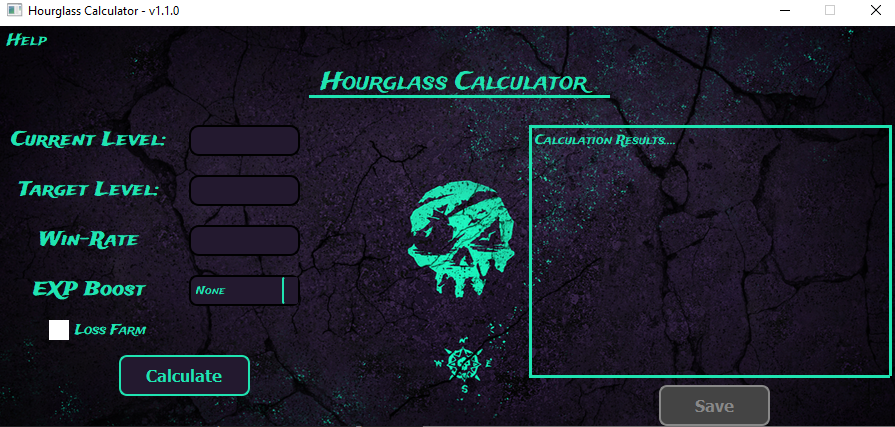 Hourglass Calculator - v1.1.0
Help
Hourglass Calculator
Current Level:
Target Level:
Win-Rate
EXP Boost
None
Loss Farm
Calculate
Calculation Results....
Save
N
W
E
S